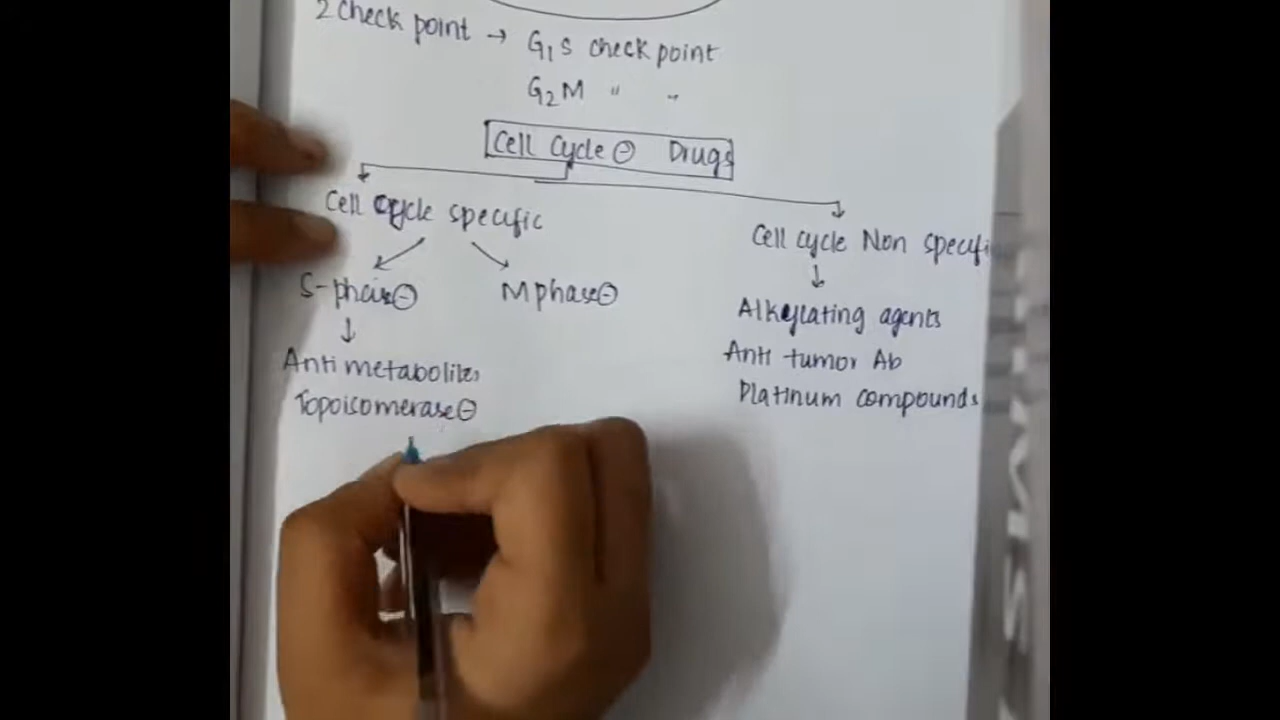 2 check point → G1S check point
G2M " "
Cell Cycle ⊖ Drugs
Cell cycle specific
Cell cycle Non specifi
S-phase⊖
M phase⊖
Alkylating agents
Anti tumor Ab
Platinum compounds
Anti metabolites
Topoisomerase⊖